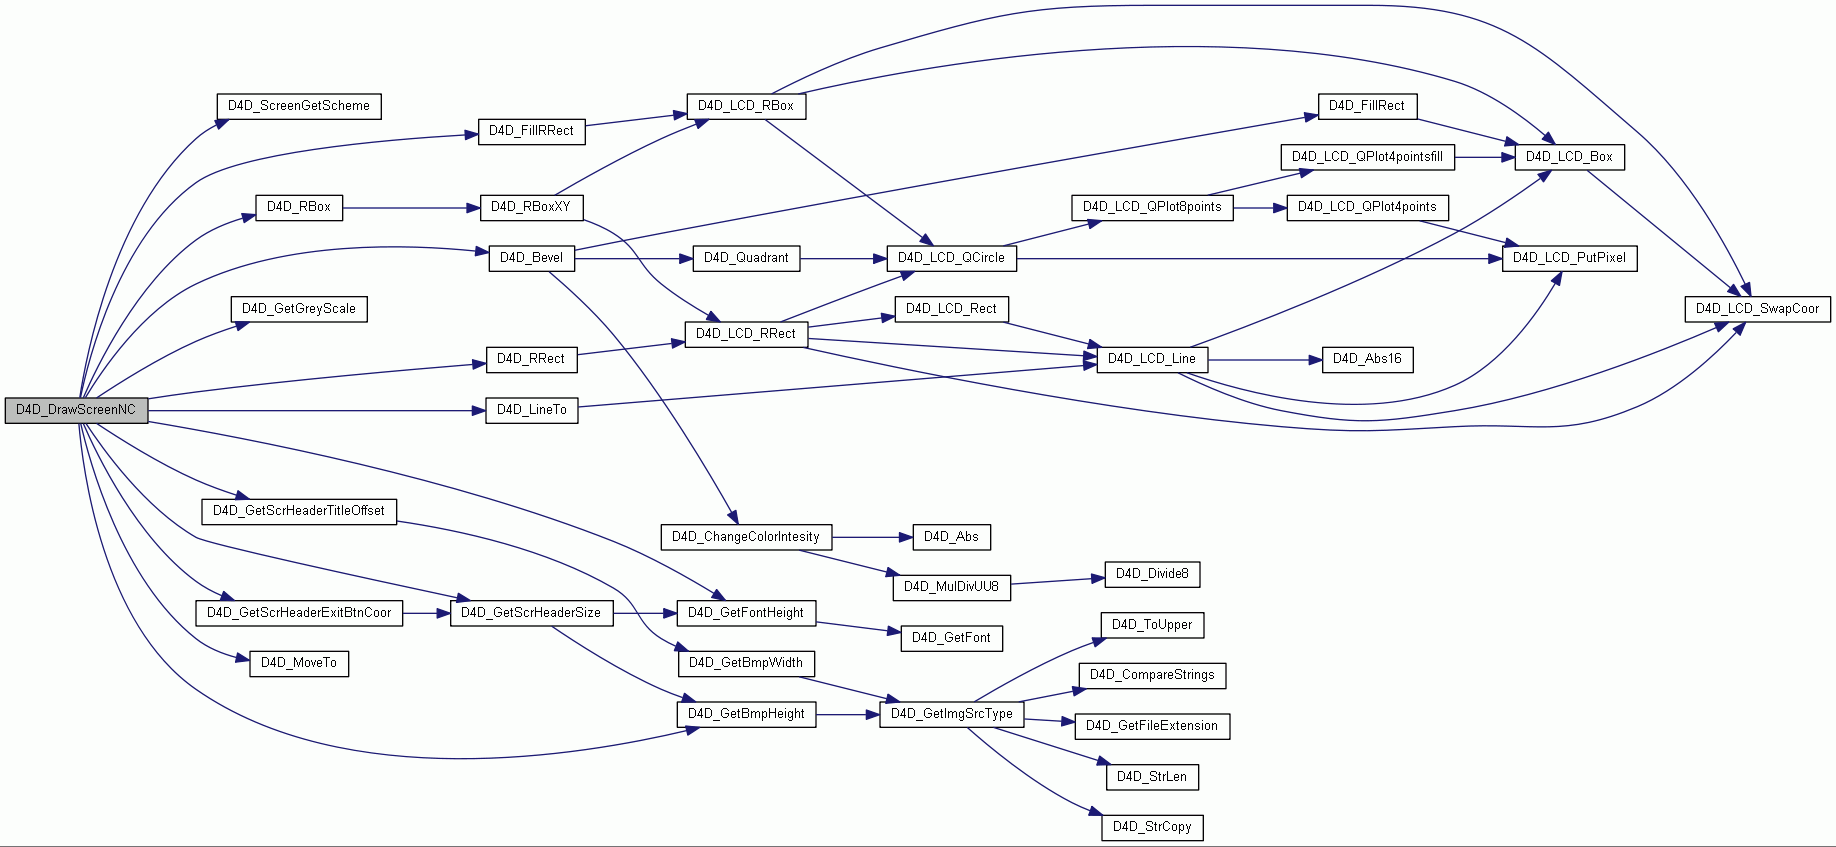 D4D_ScreenGetScheme
D4D_LCD_RBox
D4D_FillRect
D4D_FillRRect
D4D_LCD_QPlot4pointsfill
D4D_LCD_Box
D4D_RBox
D4D_RBoxXY
D4D_LCD_QPlot8points
D4D_LCD_QPlot4points
D4D_Bevel
D4D_Quadrant
D4D_LCD_QCircle
D4D_LCD_PutPixel
D4D_GetGreyScale
D4D_LCD_Rect
D4D_LCD_SwapCoor
D4D_LCD_RRect
D4D_RRect
D4D_LCD_Line
D4D_Abs16
D4D_DrawScreenNC
D4D_LineTo
D4D_GetScrHeaderTitleOffset
D4D_ChangeColorIntesity
D4D_Abs
D4D_MulDivUU8
D4D_Divide8
D4D_GetScrHeaderExitBtnCoor
D4D_GetScrHeaderSize
D4D_GetFontHeight
D4D_ToUpper
D4D_GetFont
D4D_MoveTo
D4D_GetBmpWidth
D4D_CompareStrings
D4D_GetBmpHeight
D4D_GetImgSrcType
D4D_GetFileExtension
D4D_StrLen
D4D_StrCopy